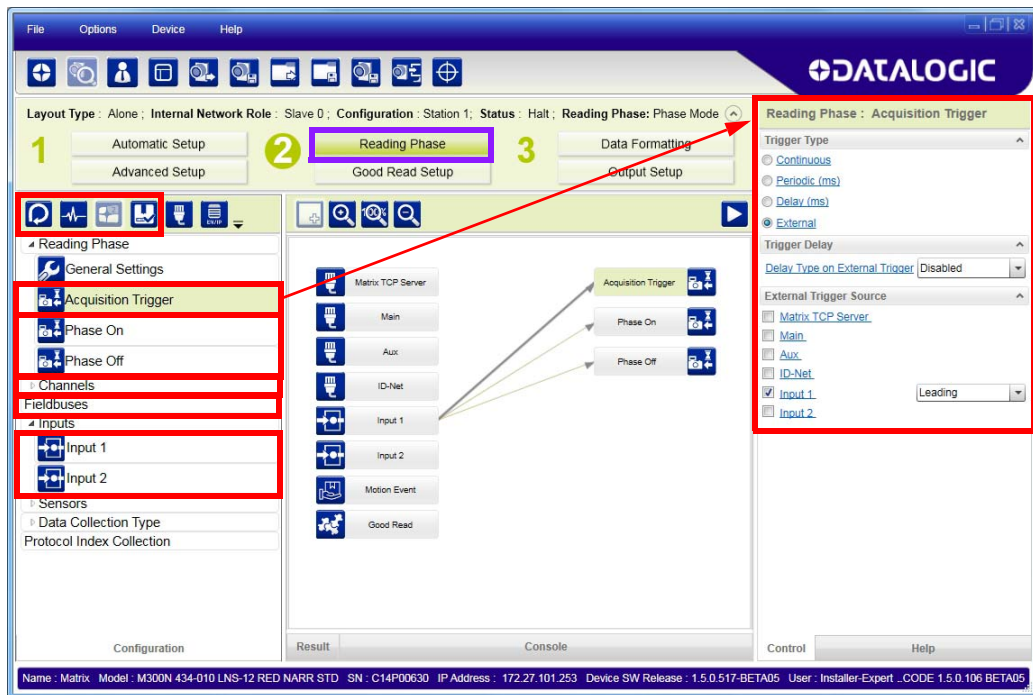 File Options Device Help
DATALOGIC
Layout Type : Alone ; Internal Network Role : Slave 0 ; Configuration : Station 1; Status : Halt ; Reading Phase: Phase Mode
1
Automatic Setup
Advanced Setup
2
Reading Phase
Good Read Setup
3
Data Formatting
Output Setup
Reading Phase
General Settings
Acquisition Trigger
Phase On
Phase Off
Channels
Fieldbuses
Inputs
Input 1
Input 2
Sensors
Data Collection Type
Protocol Index Collection
Configuration
100%
Matrix TCP Server
Main
Aux
ID-Net
Input 1
Input 2
Motion Event
Good Read
Acquisition Trigger
Phase On
Phase Off
Result Console
Reading Phase : Acquisition Trigger
Trigger Type
Continuous
Periodic (ms)
Delay (ms)
External
Trigger Delay
Delay Type on External Trigger Disabled
External Trigger Source
Matrix TCP Server
Main
Aux
ID-Net
Input 1 Leading
Input 2
Control Help
Name : Matrix Model : M300N 434-010 LNS-12 RED NARR STD SN : C14P00630 IP Address : 172.27.101.253 Device SW Release : 1.5.0.517-BETA05 User : Installer-Expert _CODE 1.5.0.106 BETA05